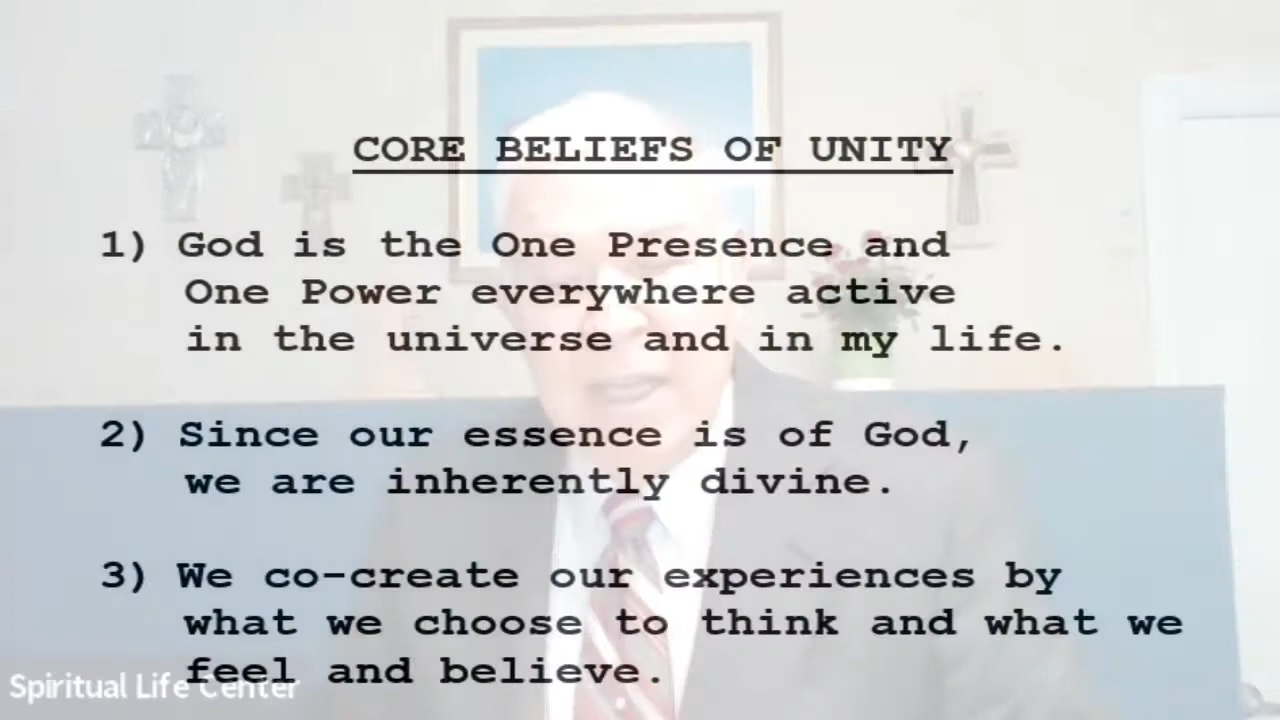 CORE BELIEFS OF UNITY
1) God is the One Presence and
One Power everywhere active
in the universe and in my life.
2) Since our essence is of God,
we are inherently divine.
3) We co-create our experiences by
what we choose to think and what we
feel and believe.
Spiritual Life Center